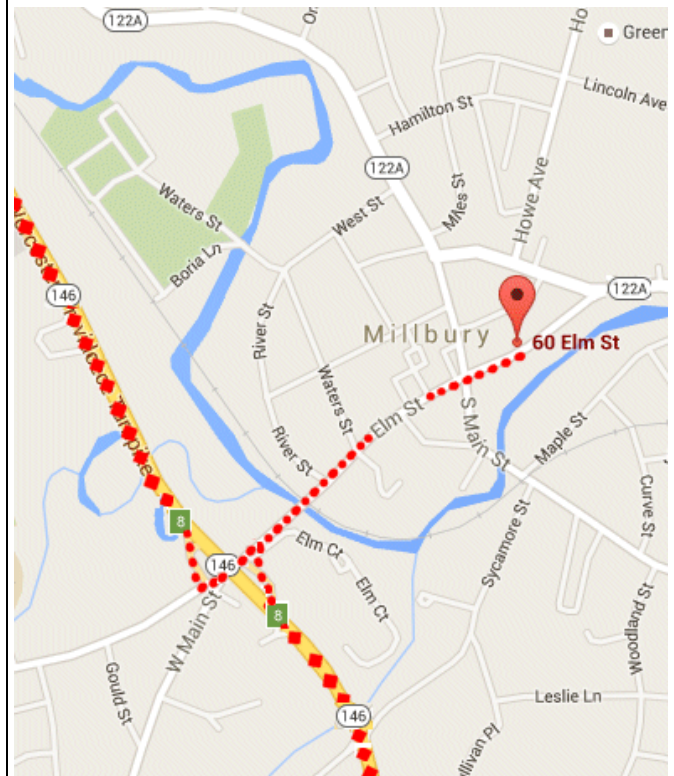 122A
Green
Lincoln Ave
Hamilton St
122A
Miles St
Howe Ave
West St
Waters St
Boria Ln
122A
146
River St
Millbury
60 Elm St
Waters St
Elm St
S Main St
Maple St
River St
Curve St
8
Sycamore St
Elm Ct
146
Elm Ct
8
W Main St
Woodland St
Gould St
Leslie Ln
146